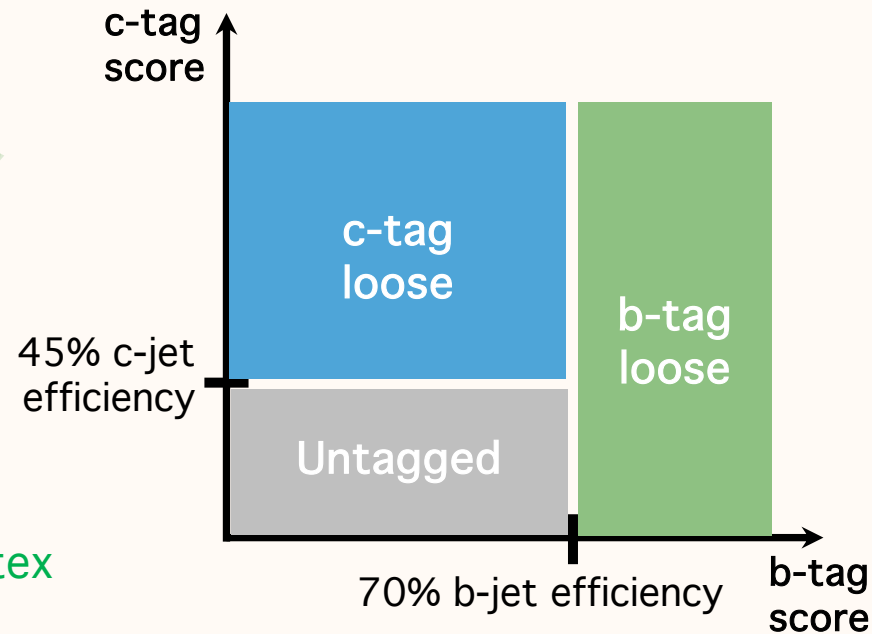 c-tag
score
c-tag
loose
b-tag
loose
45% c-jet
efficiency
Untagged
tex
70% b-jet efficiency
b-tag
score